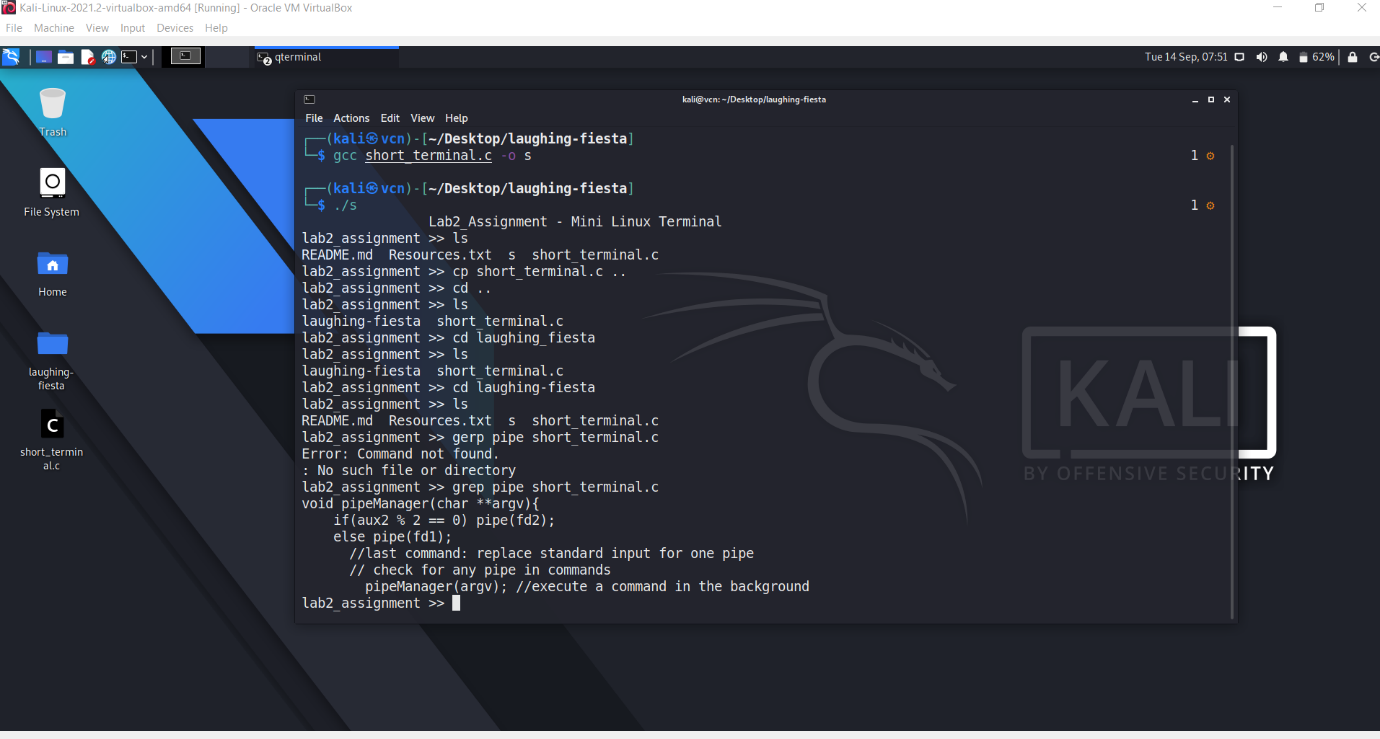 Kali-Linux-2021.2-virtualbox-amd64 [Running] - Oracle VM VirtualBox
File Machine View Input Devices Help
qterminal
2
Tue 14 Sep, 07:51
62%
Trash
File System
Home
laughing-
fiesta
C
short_termin
al.c
kali@vcn: ~/Desktop/laughing-fiesta
File Actions Edit View Help
┌──(kali㉿vcn)-[~/Desktop/laughing-fiesta]
└─$ gcc short_terminal.c -o s 1 ⚙
┌──(kali㉿vcn)-[~/Desktop/laughing-fiesta]
└─$ ./s 1 ⚙
Lab2_Assignment - Mini Linux Terminal
lab2_assignment >> ls
README.md  Resources.txt  s  short_terminal.c
lab2_assignment >> cp short_terminal.c ..
lab2_assignment >> cd ..
lab2_assignment >> ls
laughing-fiesta  short_terminal.c
lab2_assignment >> cd laughing_fiesta
lab2_assignment >> ls
laughing-fiesta  short_terminal.c
lab2_assignment >> cd laughing-fiesta
lab2_assignment >> ls
README.md  Resources.txt  s  short_terminal.c
lab2_assignment >> gerp pipe short_terminal.c
Error: Command not found.
: No such file or directory
lab2_assignment >> grep pipe short_terminal.c
void pipeManager(char **argv){
    if(aux2 % 2 == 0) pipe(fd2);
    else pipe(fd1);
      //last command: replace standard input for one pipe
      // check for any pipe in commands
        pipeManager(argv); //execute a command in the background
lab2_assignment >>
KALI
BY OFFENSIVE SECURITY